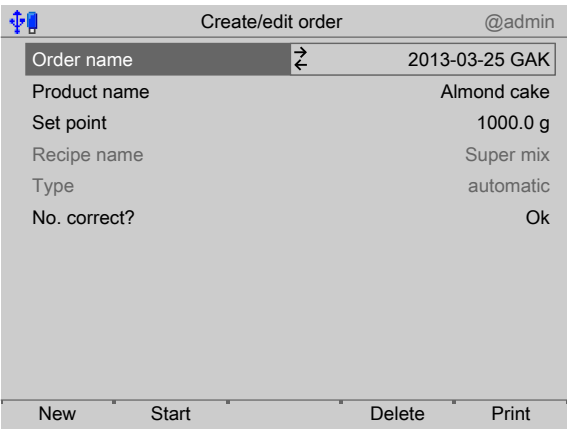 Create/edit order @admin
Order name 2013-03-25 GAK
Product name Almond cake
Set point 1000.0 g
Recipe name Super mix
Type automatic
No. correct? Ok
New Start Delete Print